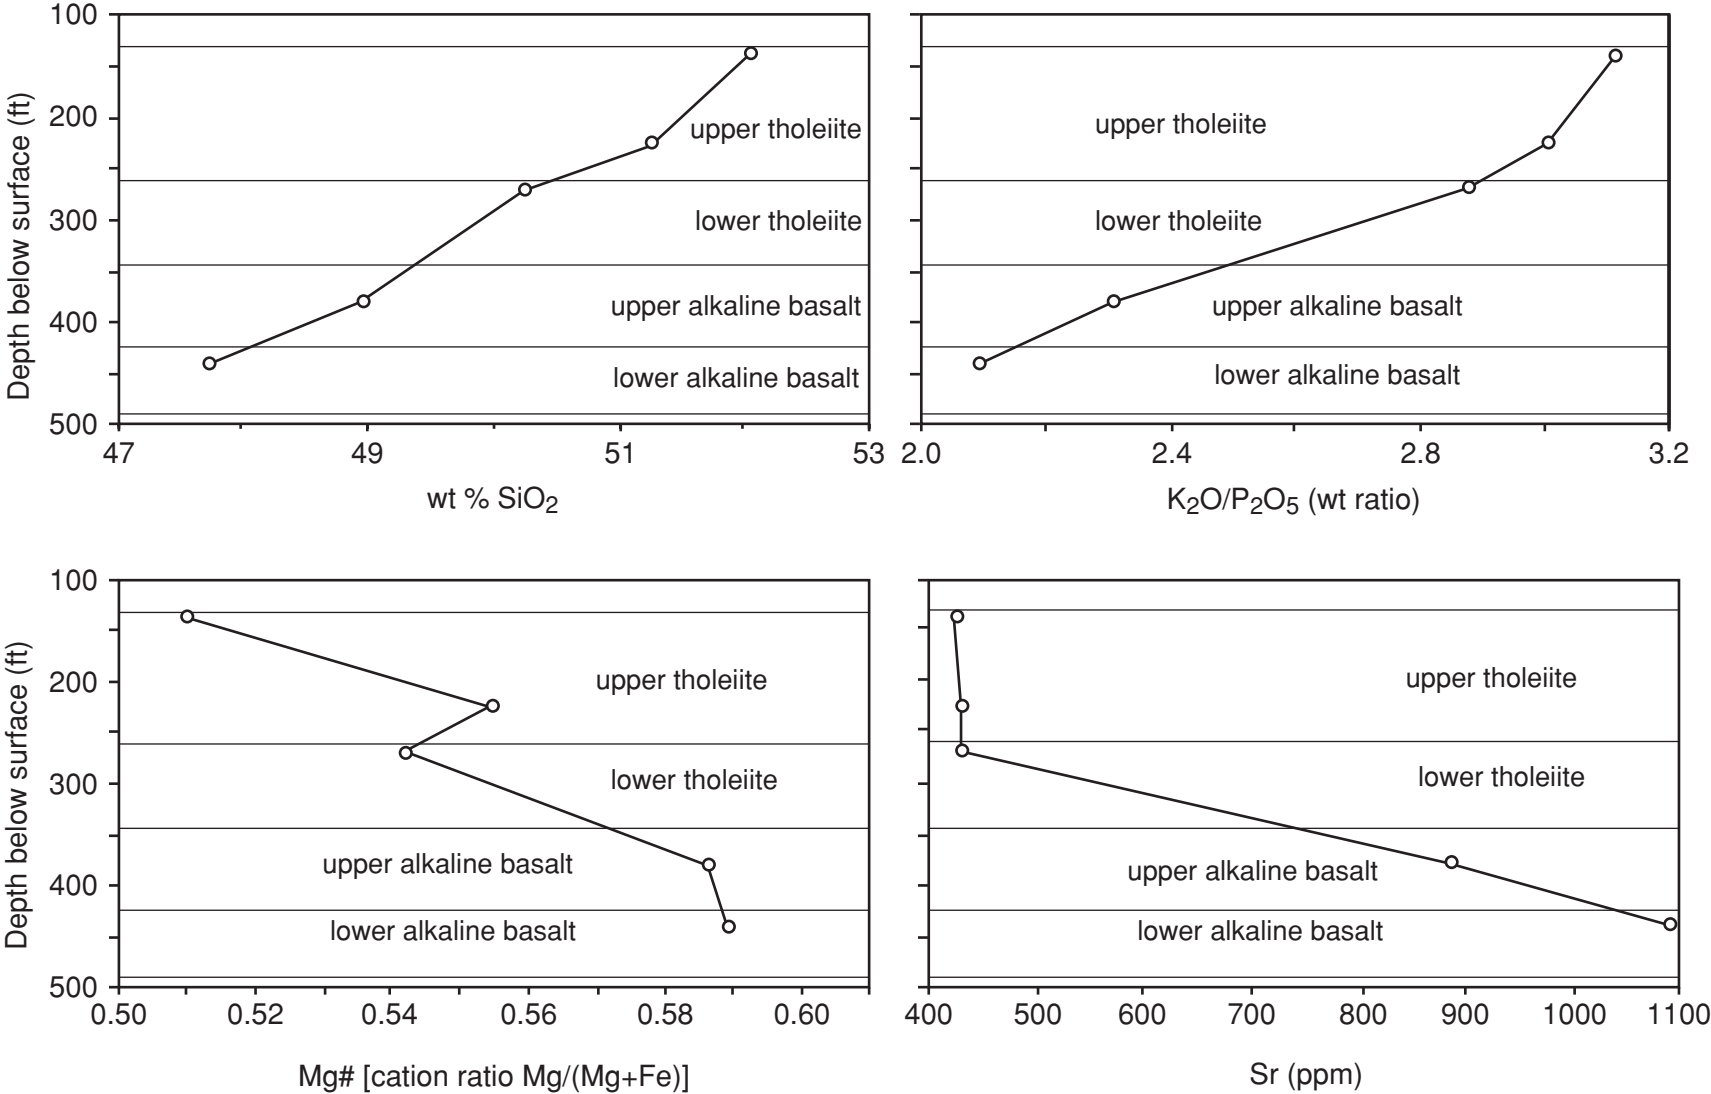 100
200
300
400
500
Depth below surface (ft)
upper tholeiite
lower tholeiite
upper alkaline basalt
lower alkaline basalt
47 49 51 53
wt % SiO2
upper tholeiite
lower tholeiite
upper alkaline basalt
lower alkaline basalt
2.0 2.4 2.8 3.2
K2O/P2O5 (wt ratio)
100
200
300
400
500
Depth below surface (ft)
upper tholeiite
lower tholeiite
upper alkaline basalt
lower alkaline basalt
0.50 0.52 0.54 0.56 0.58 0.60
Mg# [cation ratio Mg/(Mg+Fe)]
upper tholeiite
lower tholeiite
upper alkaline basalt
lower alkaline basalt
400 500 600 700 800 900 1000 1100
Sr (ppm)